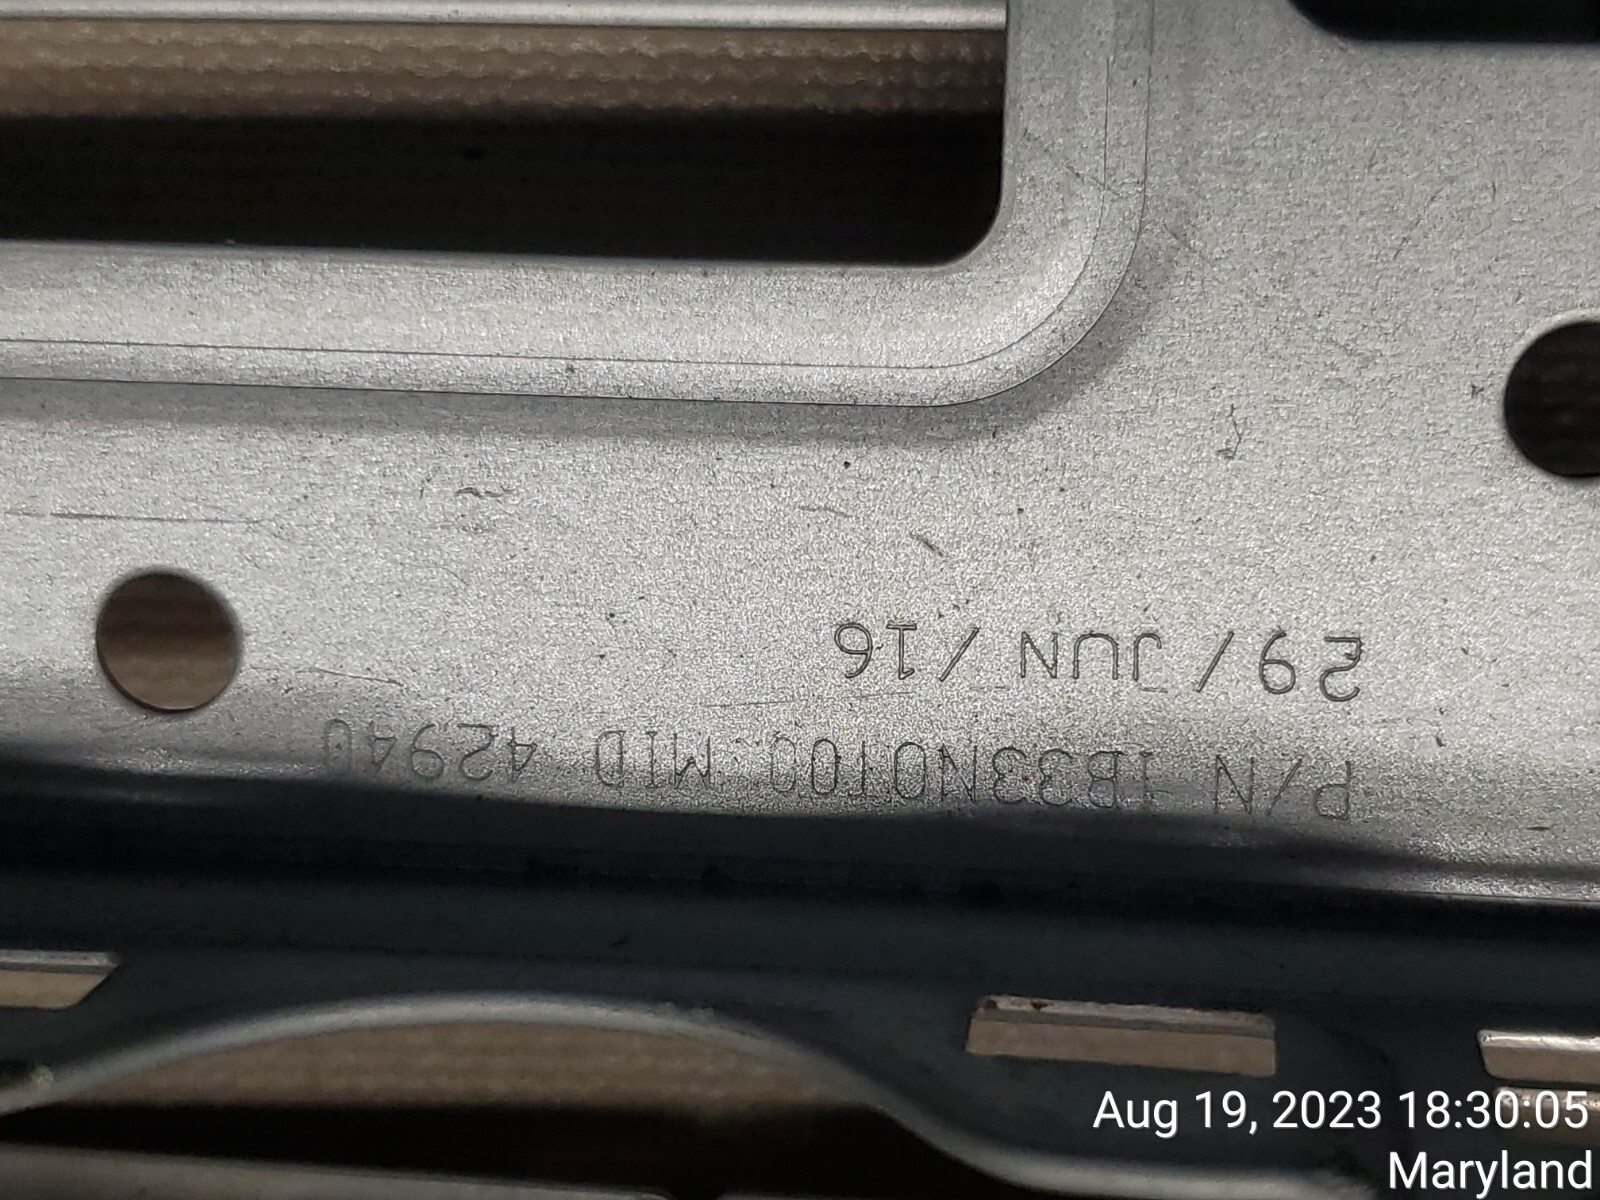 P/N 1B33N0100 MID 42940
29 / JUN / 16
Aug 19, 2023 18:30:05
Maryland